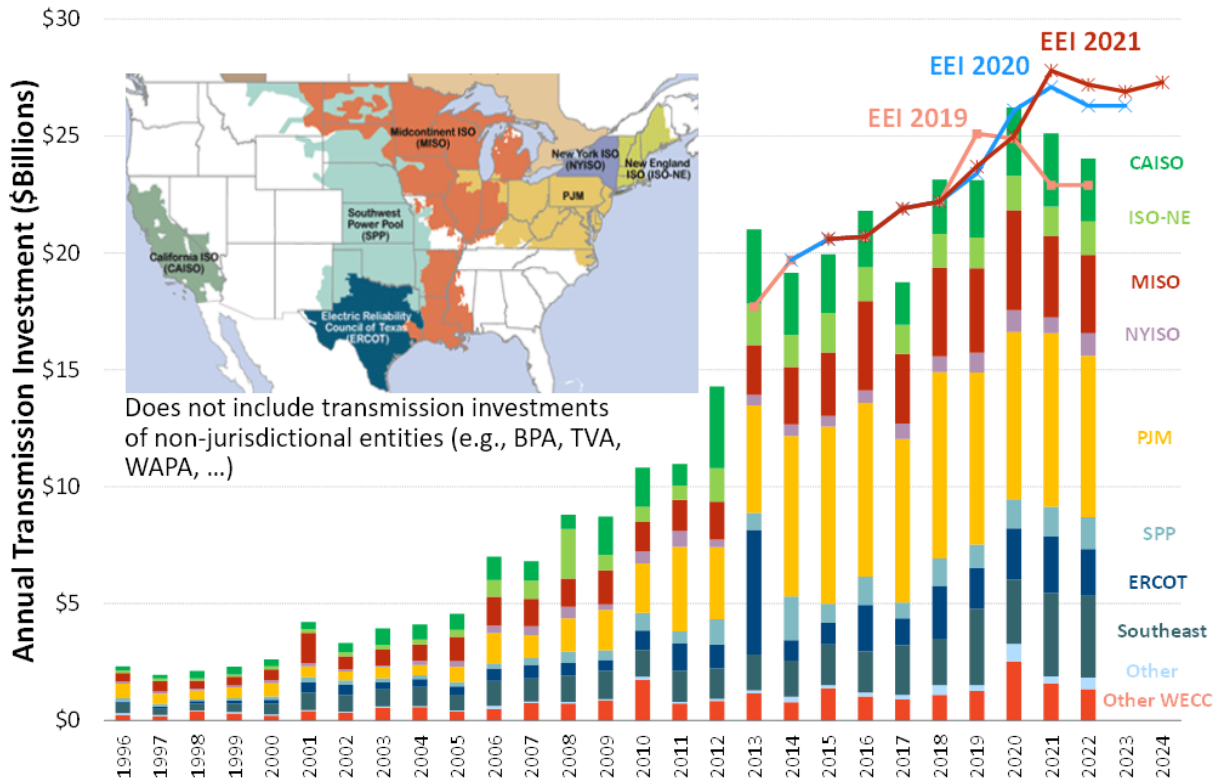 Annual Transmission Investment ($Billions)
$30
$25
$20
$15
$10
$5
$0
Midcontinent ISO
(MISO)
New York ISO
(NYISO)
New England
ISO (ISO-NE)
PJM
Southwest
Power Pool
(SPP)
California ISO
(CAISO)
Electric Reliability
Council of Texas
(ERCOT)
Does not include transmission investments
of non-jurisdictional entities (e.g., BPA, TVA,
WAPA, ...)
EEI 2019
EEI 2020
EEI 2021
CAISO
ISO-NE
MISO
NYISO
PJM
SPP
ERCOT
Southeast
Other
Other WECC
1996
1997
1998
1999
2000
2001
2002
2003
2004
2005
2006
2007
2008
2009
2010
2011
2012
2013
2014
2015
2016
2017
2018
2019
2020
2021
2022
2023
2024